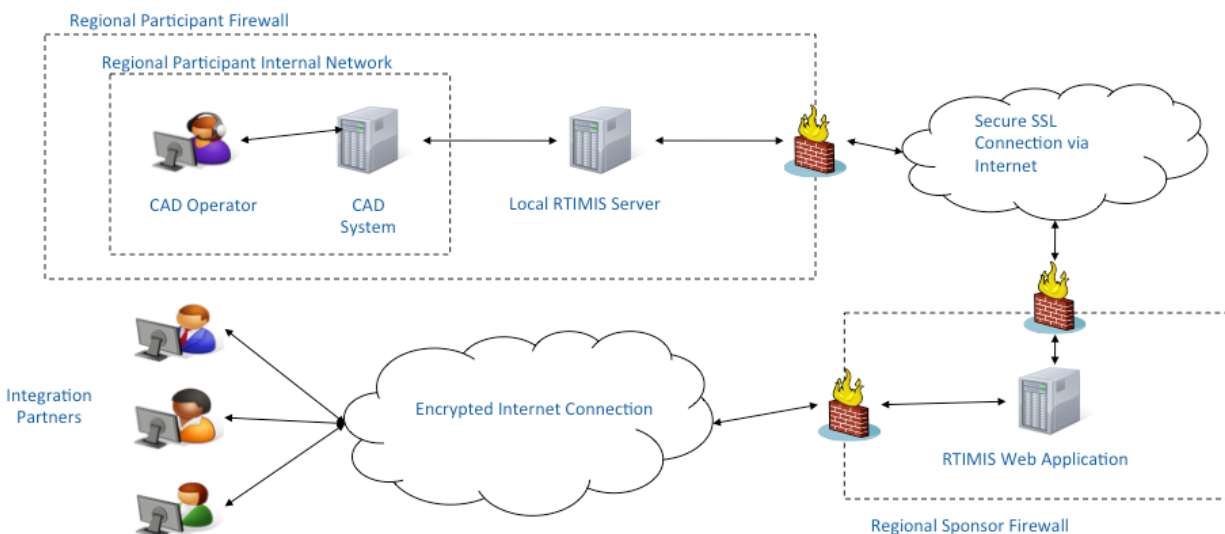 Regional Participant Firewall
Regional Participant Internal Network
CAD Operator
CAD
System
Local RTIMIS Server
Secure SSL
Connection via
Internet
Integration
Partners
Encrypted Internet Connection
RTIMIS Web Application
Regional Sponsor Firewall